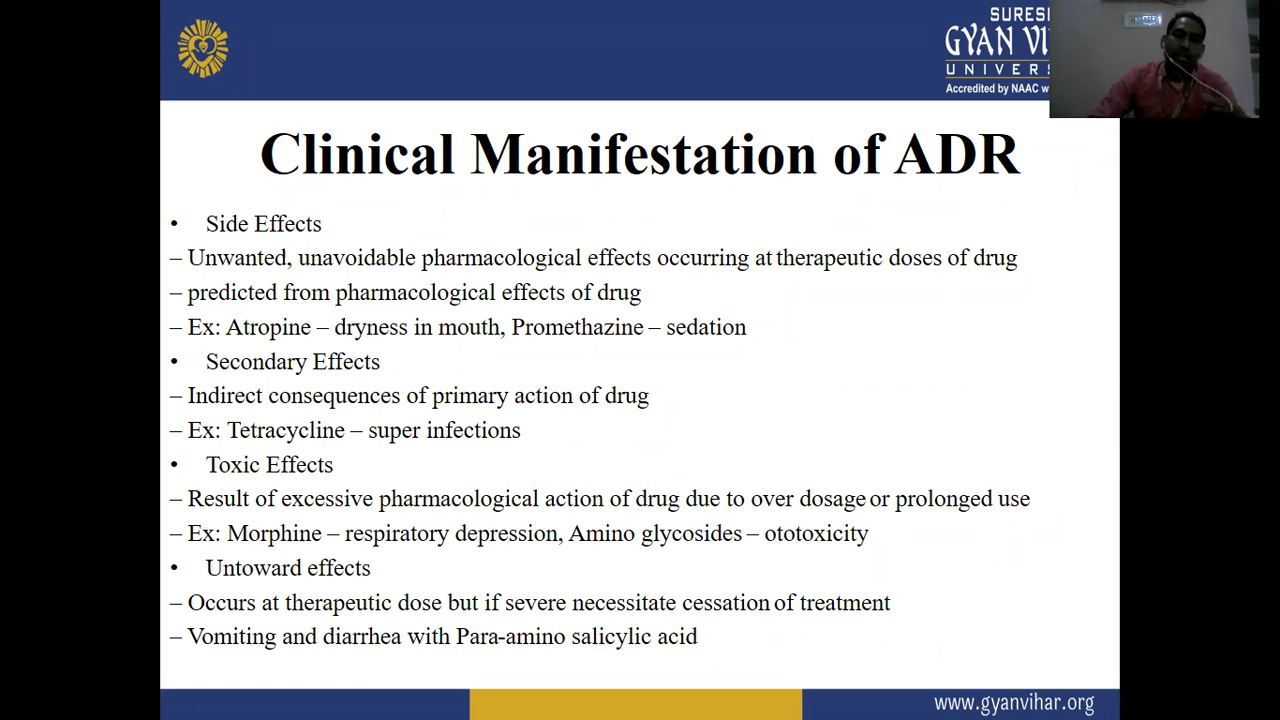 SURES
GYAN VI
UNIVERS
Accredited by NAAC w
Clinical Manifestation of ADR
• Side Effects
– Unwanted, unavoidable pharmacological effects occurring at therapeutic doses of drug
– predicted from pharmacological effects of drug
– Ex: Atropine – dryness in mouth, Promethazine – sedation
• Secondary Effects
– Indirect consequences of primary action of drug
– Ex: Tetracycline – super infections
• Toxic Effects
– Result of excessive pharmacological action of drug due to over dosage or prolonged use
– Ex: Morphine – respiratory depression, Amino glycosides – ototoxicity
• Untoward effects
– Occurs at therapeutic dose but if severe necessitate cessation of treatment
– Vomiting and diarrhea with Para-amino salicylic acid
www.gyanvihar.org